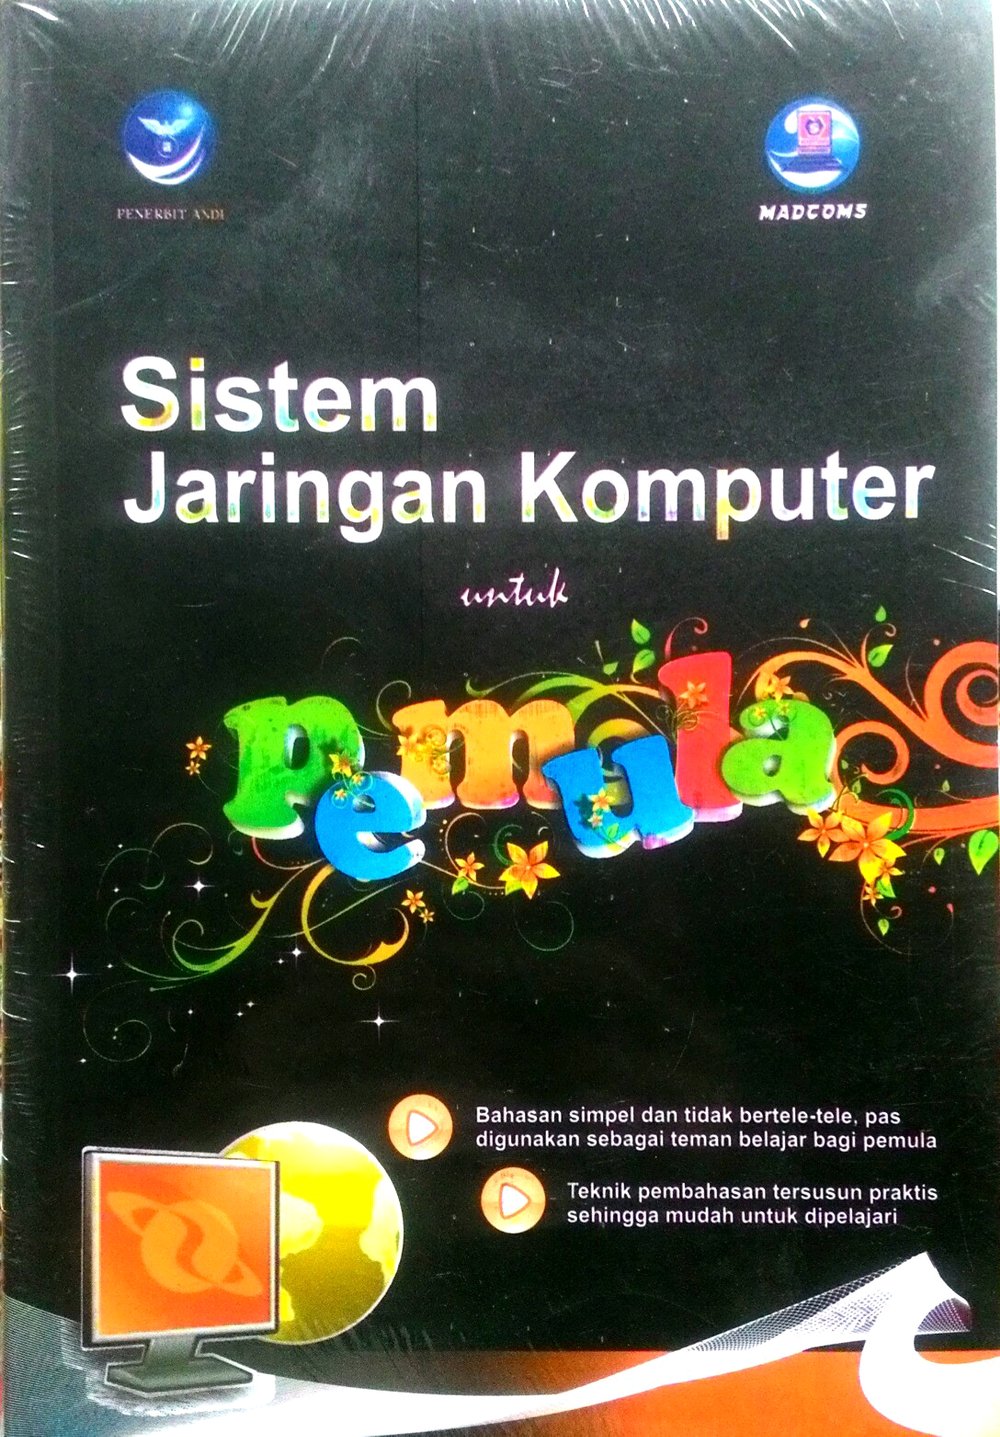 PENERBIT ANDI
MADCOMS
Sistem
Jaringan Komputer
untuk
pemula
Bahasan simpel dan tidak bertele-tele, pas
digunakan sebagai teman belajar bagi pemula
Teknik pembahasan tersusun praktis
sehingga mudah untuk dipelajari